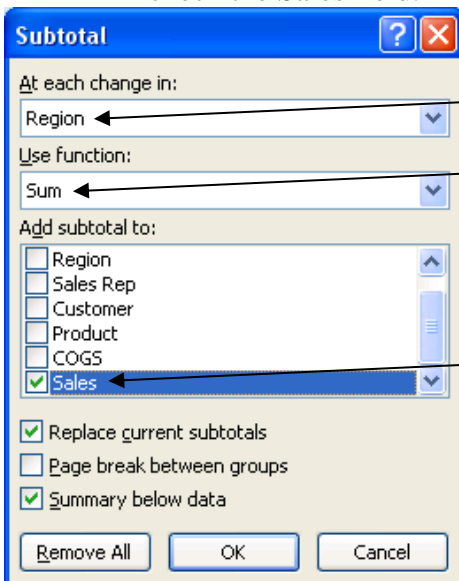 Subtotal
At each change in:
Region
Use function:
Sum
Add subtotal to:
Region
Sales Rep
Customer
Product
COGS
Sales
Replace current subtotals
Page break between groups
Summary below data
Remove All OK Cancel